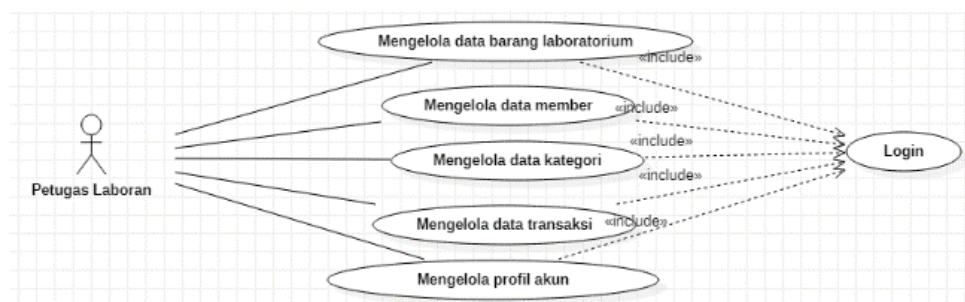 Mengelola data barang laboratorium
«include»
Mengelola data member
«include»
«include»
Mengelola data kategori
Login
«include»
Petugas Laboran
Mengelola data transaksi
«include»
Mengelola profil akun